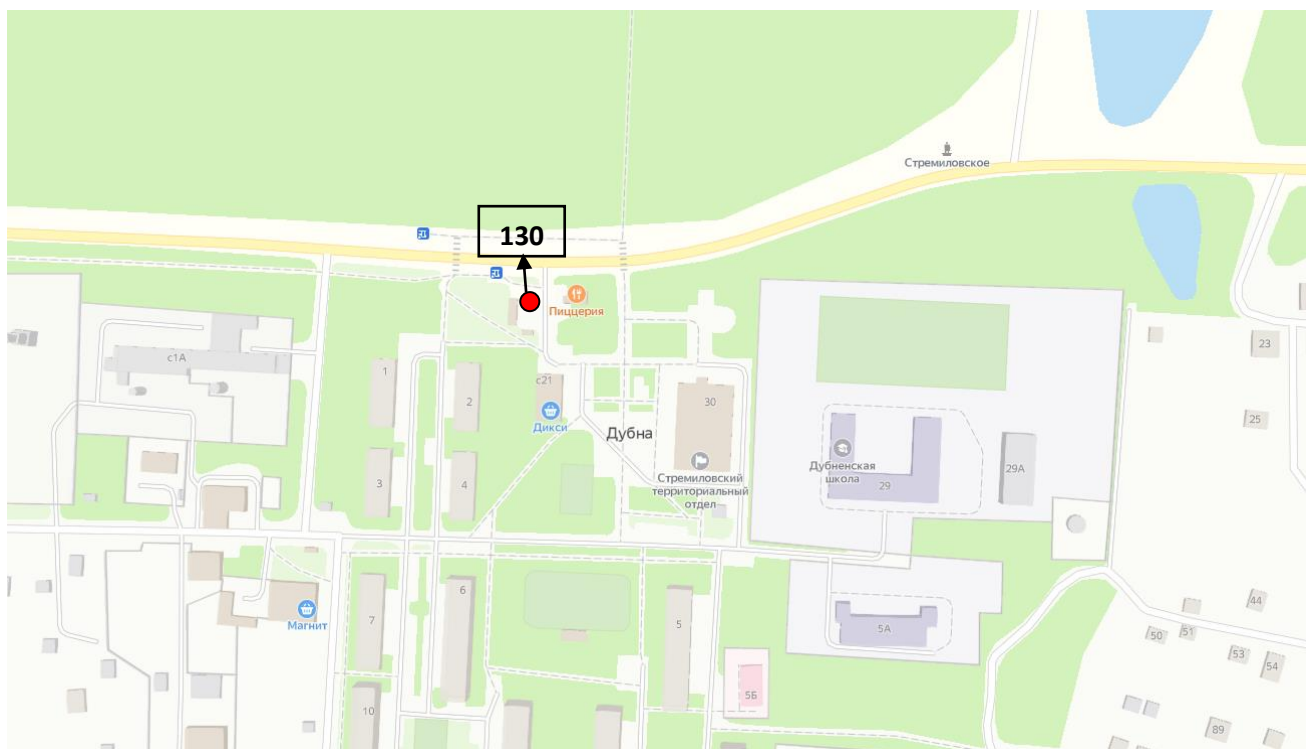 Стремиловское
130
Пиццерия
с1А
1
2
с21
Дикси
30
Дубна
3
4
Стремиловский
территориальный
отдел
Дубненская
школа
29
29А
23
25
Магнит
7
6
5
5А
5Б
10
44
50
51
53
54
89